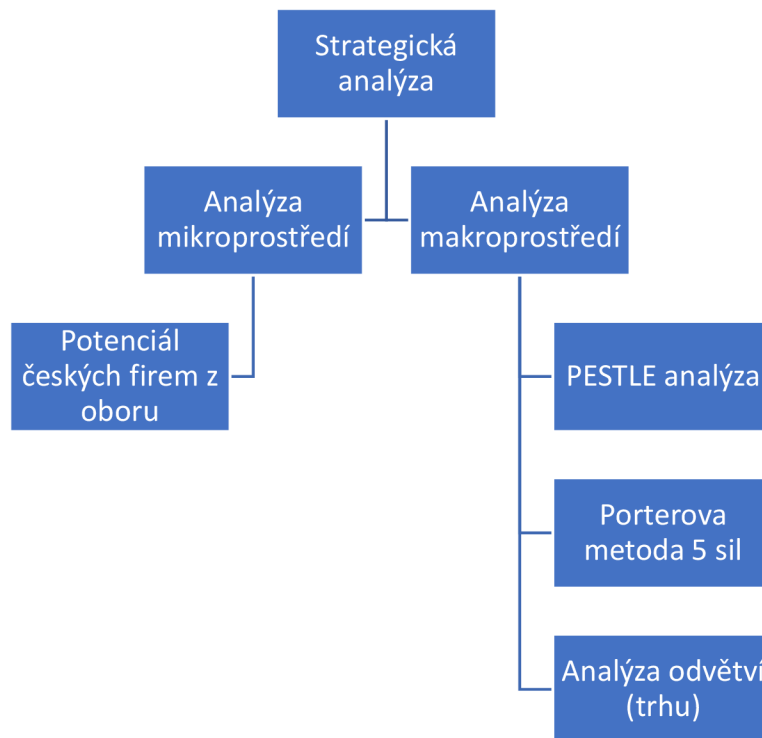 Strategická
analýza
Analýza
mikroprostředí
Analýza
makroprostředí
Potenciál
českých firem z
oboru
PESTLE analýza
Porterova
metoda 5 sil
Analýza odvětví
(trhu)